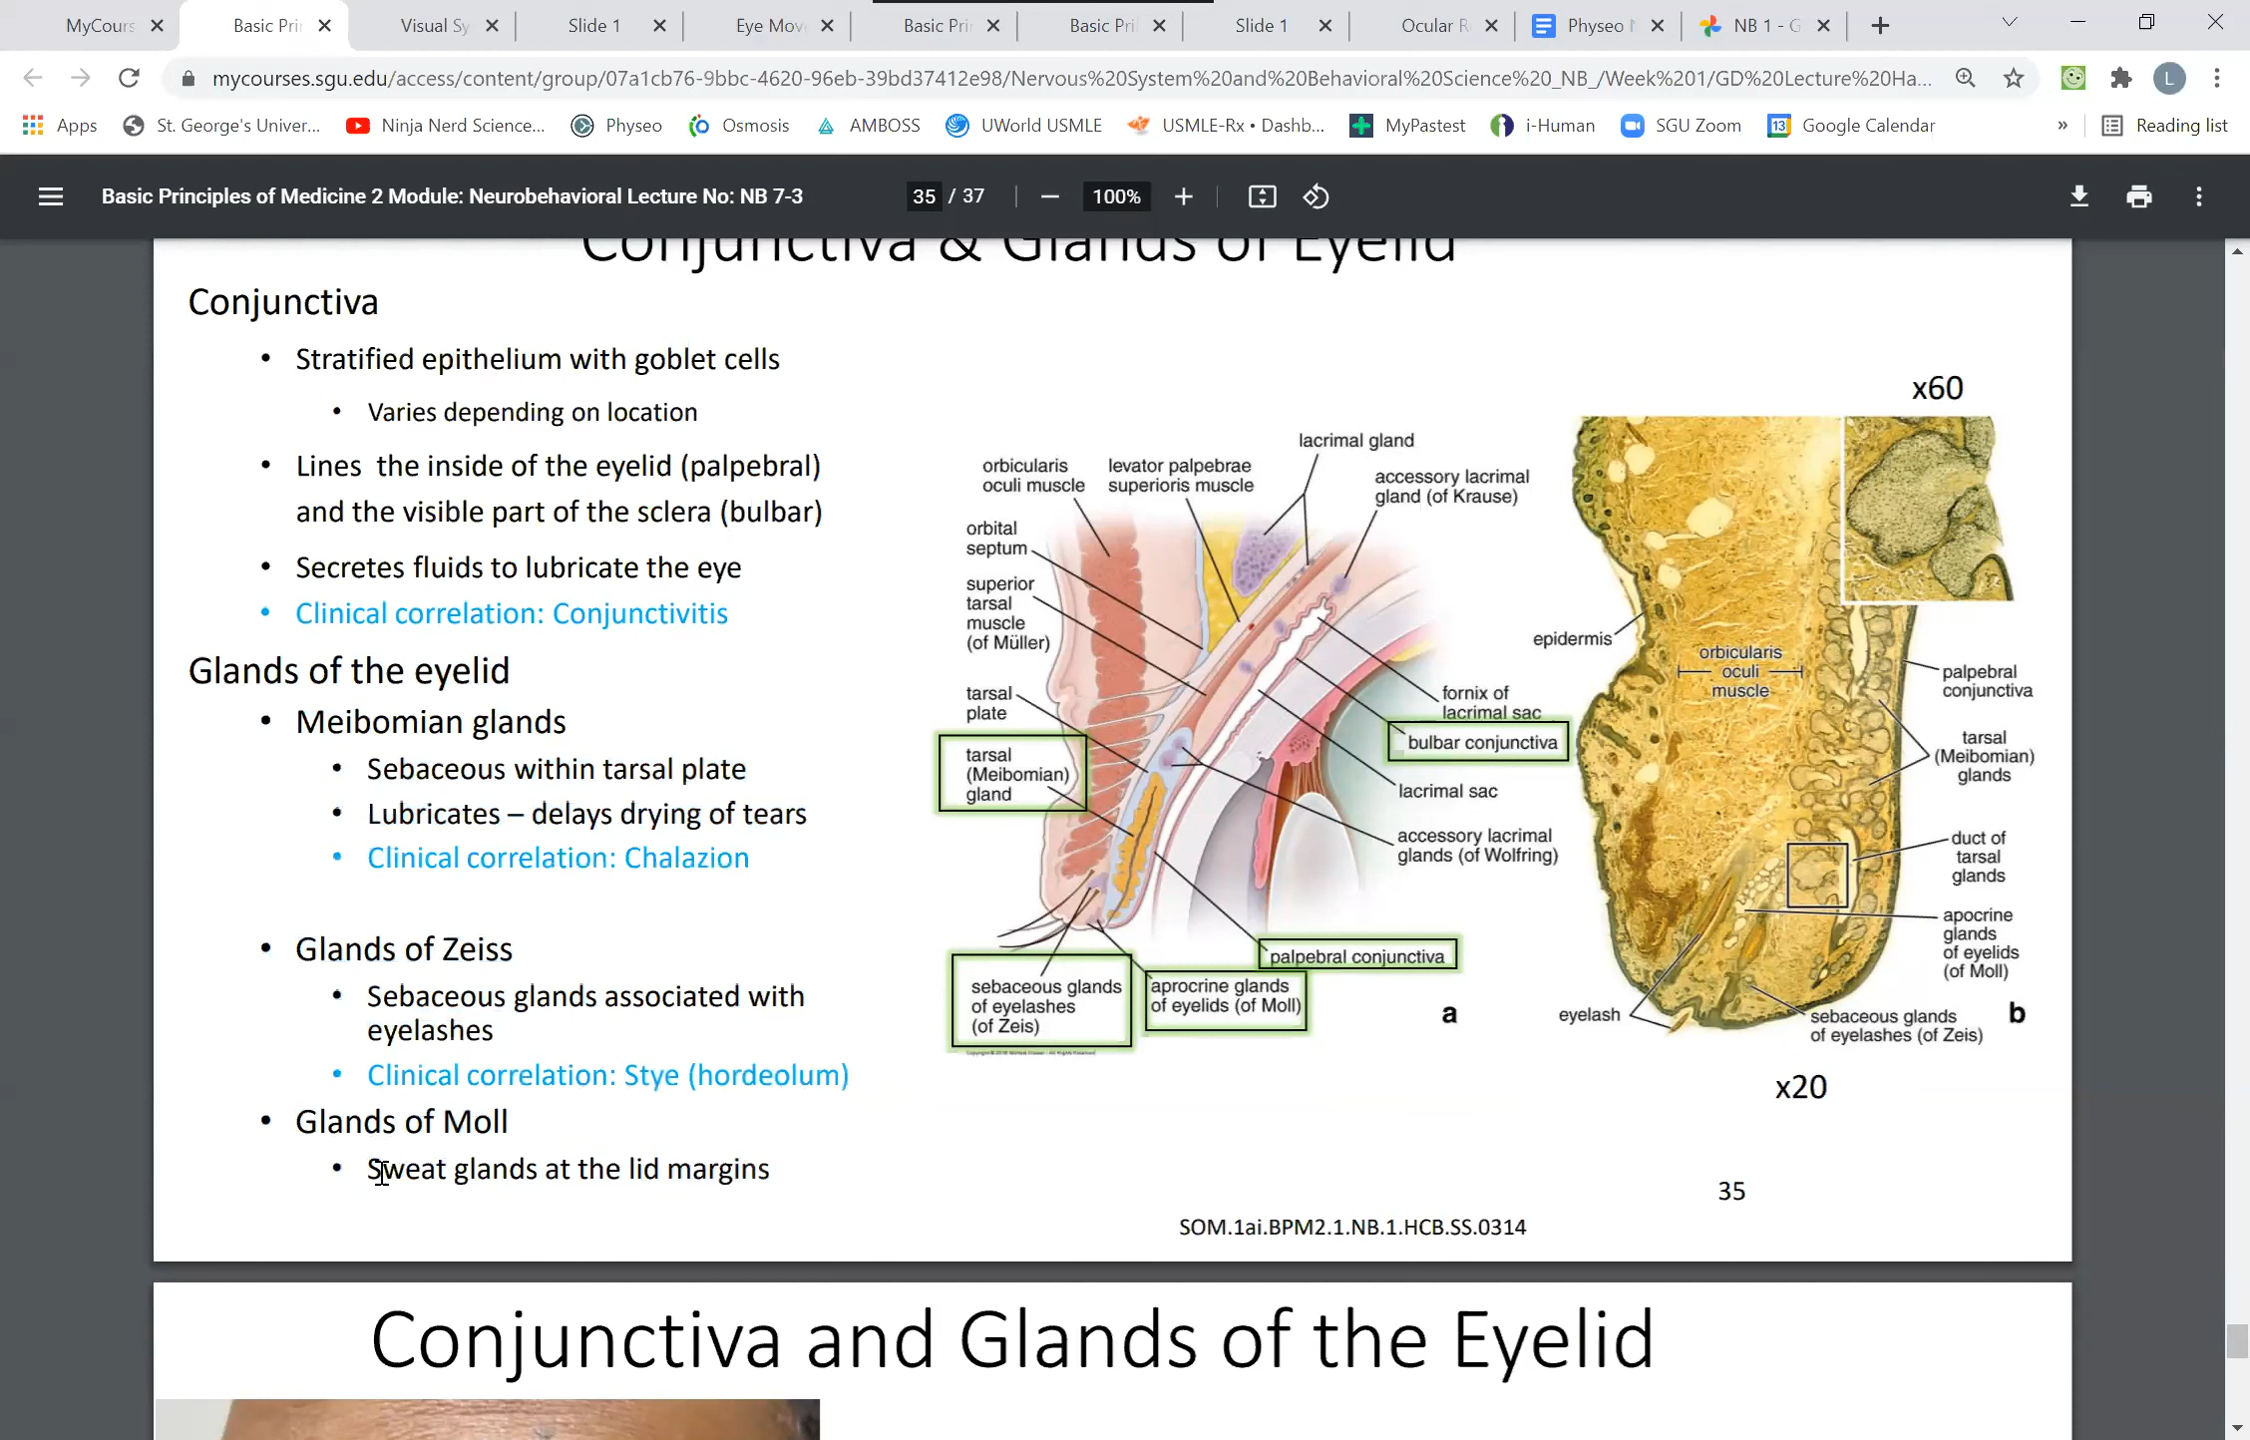 MyCours
Basic Pri
Visual Sy
Slide 1
Eye Mov
Basic Pri
Basic Pri
Slide 1
Ocular R
Physeo
NB 1 - G
mycourses.sgu.edu/access/content/group/07a1cb76-9bbc-4620-96eb-39bd37412e98/Nervous%20System%20and%20Behavioral%20Science%20_NB_/Week%201/GD%20Lecture%20Ha...
L
Apps
St. George's Univer...
Ninja Nerd Science...
Physeo
Osmosis
AMBOSS
UWorld USMLE
USMLE-Rx • Dashb...
MyPastest
i-Human
SGU Zoom
13
Google Calendar
»
Reading list
Basic Principles of Medicine 2 Module: Neurobehavioral Lecture No: NB 7-3
35 / 37
100%
Conjunctiva & Glands of Eyelid
Conjunctiva
• Stratified epithelium with goblet cells
• Varies depending on location
• Lines the inside of the eyelid (palpebral)
and the visible part of the sclera (bulbar)
• Secretes fluids to lubricate the eye
• Clinical correlation: Conjunctivitis
Glands of the eyelid
• Meibomian glands
• Sebaceous within tarsal plate
• Lubricates – delays drying of tears
• Clinical correlation: Chalazion
• Glands of Zeiss
• Sebaceous glands associated with
eyelashes
• Clinical correlation: Stye (hordeolum)
• Glands of Moll
• Sweat glands at the lid margins
lacrimal gland
orbicularis
oculi muscle
levator palpebrae
superioris muscle
accessory lacrimal
gland (of Krause)
orbital
septum
superior
tarsal
muscle
(of Müller)
tarsal
plate
tarsal
(Meibomian)
gland
fornix of
lacrimal sac
bulbar conjunctiva
lacrimal sac
accessory lacrimal
glands (of Wolfring)
palpebral conjunctiva
sebaceous glands
of eyelashes
(of Zeis)
aprocrine glands
of eyelids (of Moll)
a
x60
epidermis
orbicularis
oculi
muscle
palpebral
conjunctiva
tarsal
(Meibomian)
glands
duct of
tarsal
glands
apocrine
glands
of eyelids
(of Moll)
eyelash
sebaceous glands
of eyelashes (of Zeis)
b
x20
35
SOM.1ai.BPM2.1.NB.1.HCB.SS.0314
Conjunctiva and Glands of the Eyelid